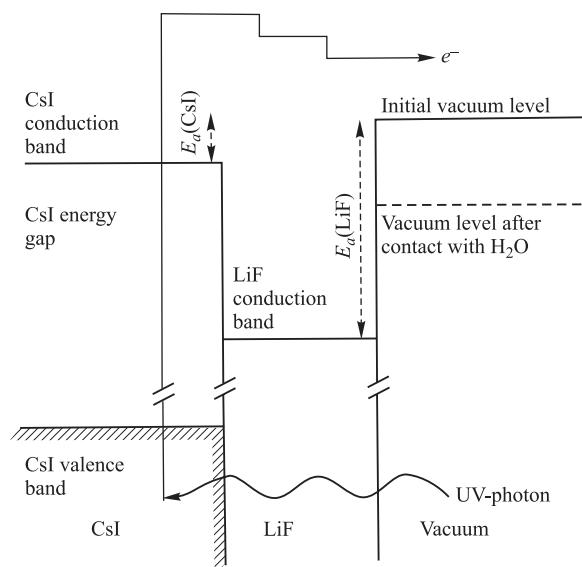 e−
CsI
conduction
band
Ea(CsI)
Initial vacuum level
CsI energy
gap
Ea(LiF)
Vacuum level after
contact with H2O
LiF
conduction
band
CsI valence
band
UV-photon
CsI
LiF
Vacuum